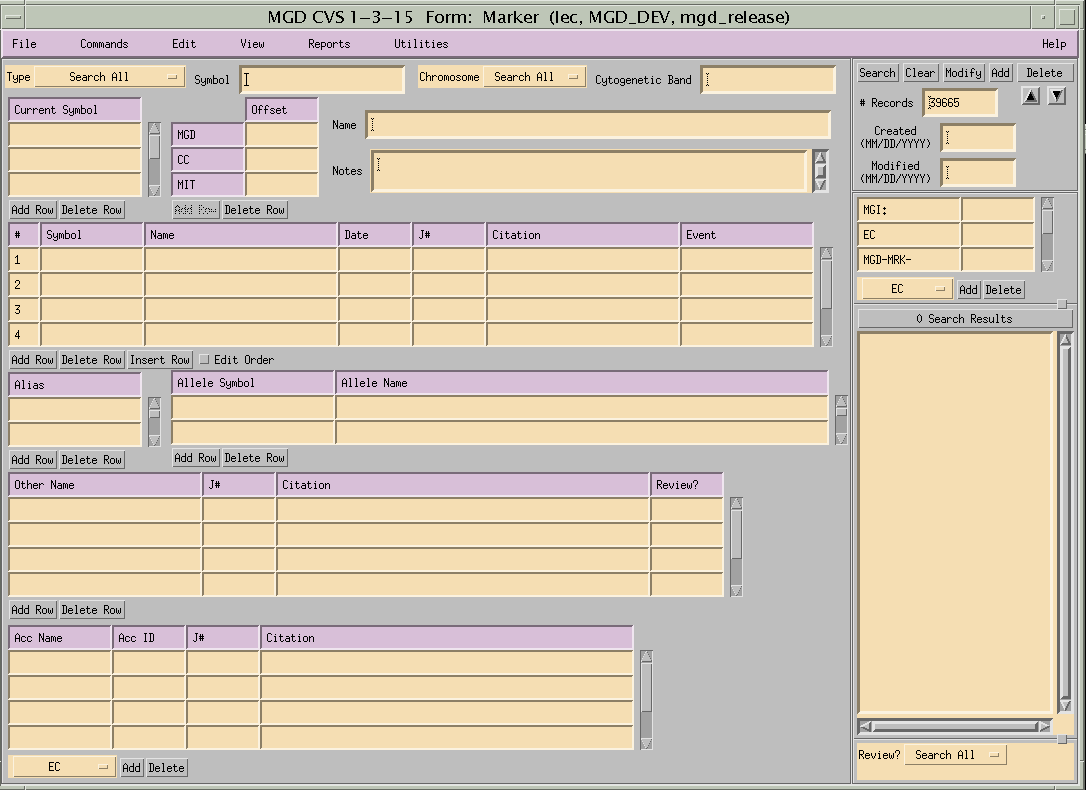 MGD CVS 1-3-15 Form: Marker (lec, MGD_DEV, mgd_release)
File Commands Edit View Reports Utilities Help
Type Search All Symbol Chromosome Search All Cytogenetic Band
Search Clear Modify Add Delete
# Records 39665
Created
(MM/DD/YYYY)
Modified
(MM/DD/YYYY)
Current Symbol Offset
MGD
CC
MIT
Name
Notes
Add Row Delete Row Add Row Delete Row
MGI:
EC
MGD-MRK-
EC Add Delete
# Symbol Name Date J# Citation Event
1
2
3
4
Add Row Delete Row Insert Row Edit Order
0 Search Results
Alias Allele Symbol Allele Name
Add Row Delete Row Add Row Delete Row
Other Name J# Citation Review?
Add Row Delete Row
Acc Name Acc ID J# Citation
EC Add Delete
Review? Search All